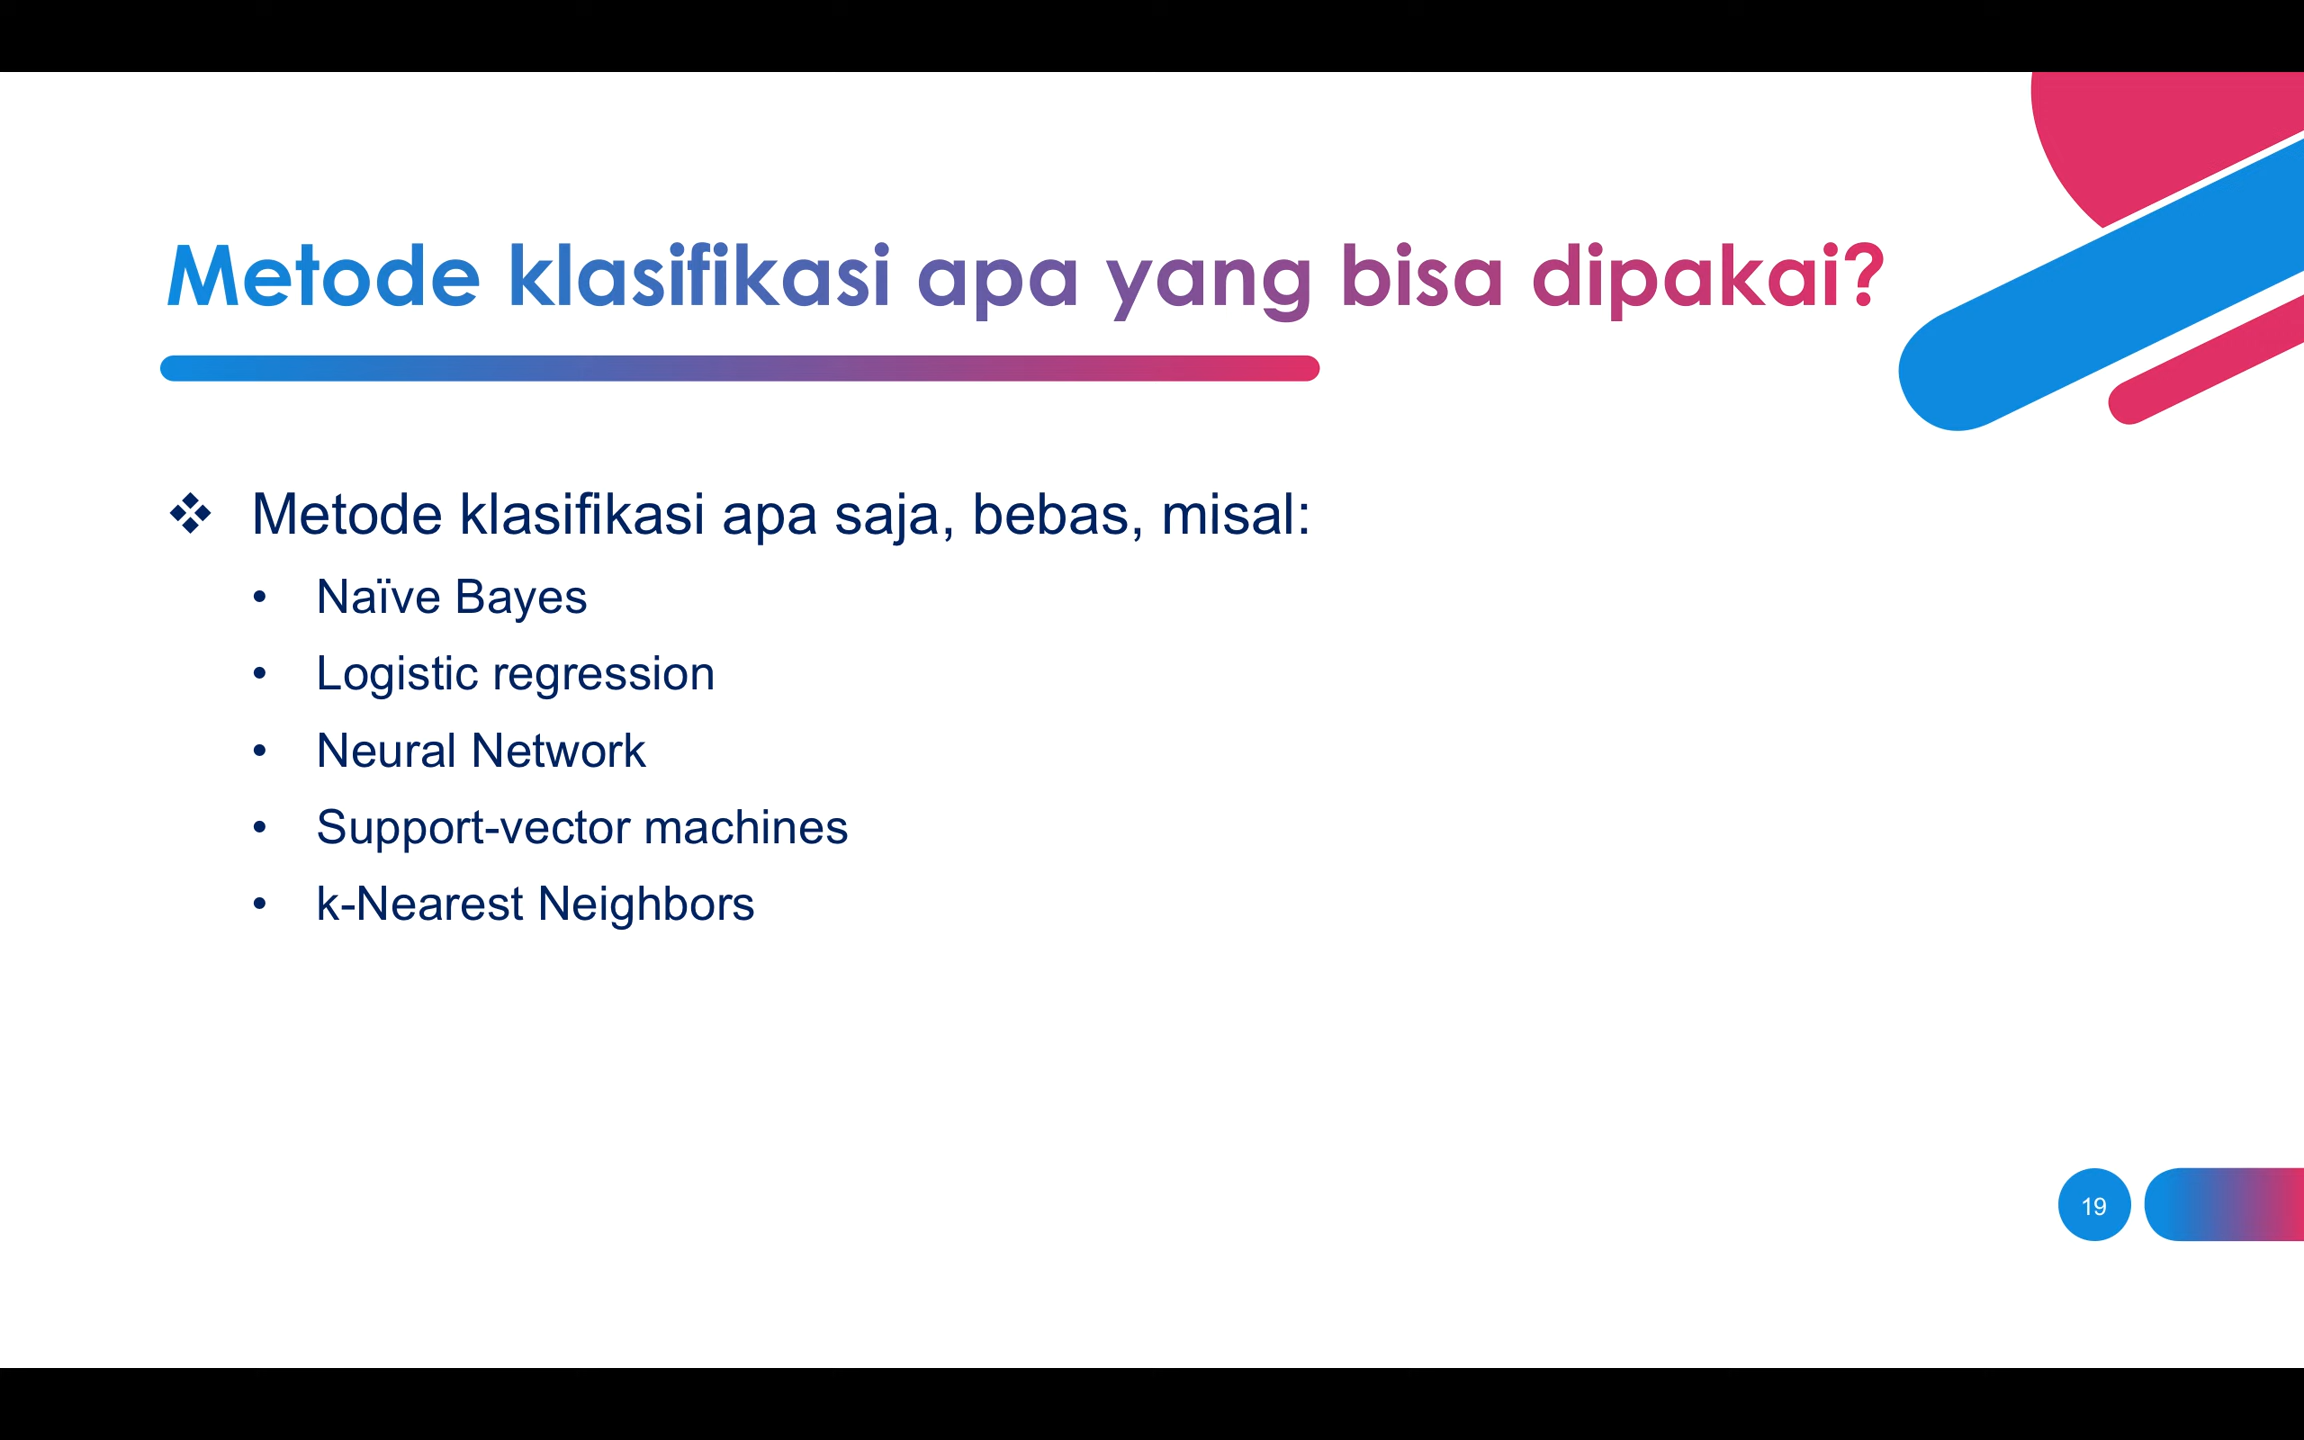 Metode klasifikasi apa yang bisa dipakai?
❖ Metode klasifikasi apa saja, bebas, misal:
• Naïve Bayes
• Logistic regression
• Neural Network
• Support-vector machines
• k-Nearest Neighbors
19